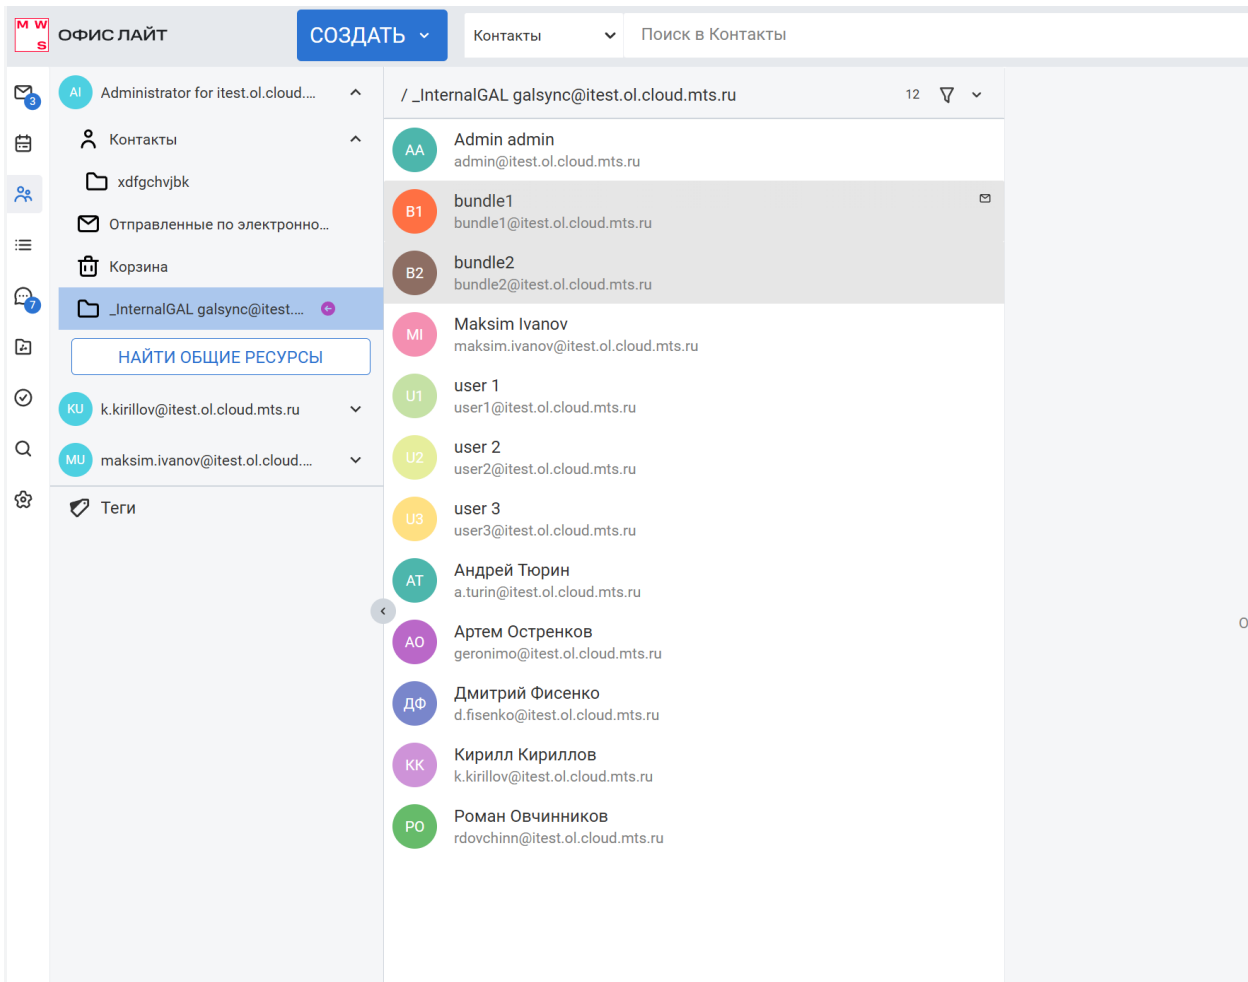 MWS
ОФИС ЛАЙТ
СОЗДАТЬ
Контакты
Поиск в Контакты
3
7
AI
Administrator for itest.ol.cloud....
Контакты
xdfgchvjbk
Отправленные по электронно...
Корзина
_InternalGAL galsync@itest....
НАЙТИ ОБЩИЕ РЕСУРСЫ
KU
k.kirillov@itest.ol.cloud.mts.ru
MU
maksim.ivanov@itest.ol.cloud....
Теги
/ _InternalGAL galsync@itest.ol.cloud.mts.ru
12
AA
Admin admin
admin@itest.ol.cloud.mts.ru
B1
bundle1
bundle1@itest.ol.cloud.mts.ru
B2
bundle2
bundle2@itest.ol.cloud.mts.ru
MI
Maksim Ivanov
maksim.ivanov@itest.ol.cloud.mts.ru
U1
user 1
user1@itest.ol.cloud.mts.ru
U2
user 2
user2@itest.ol.cloud.mts.ru
U3
user 3
user3@itest.ol.cloud.mts.ru
АТ
Андрей Тюрин
a.turin@itest.ol.cloud.mts.ru
АО
Артем Остренков
geronimo@itest.ol.cloud.mts.ru
ДФ
Дмитрий Фисенко
d.fisenko@itest.ol.cloud.mts.ru
КК
Кирилл Кириллов
k.kirillov@itest.ol.cloud.mts.ru
РО
Роман Овчинников
rdovchinn@itest.ol.cloud.mts.ru